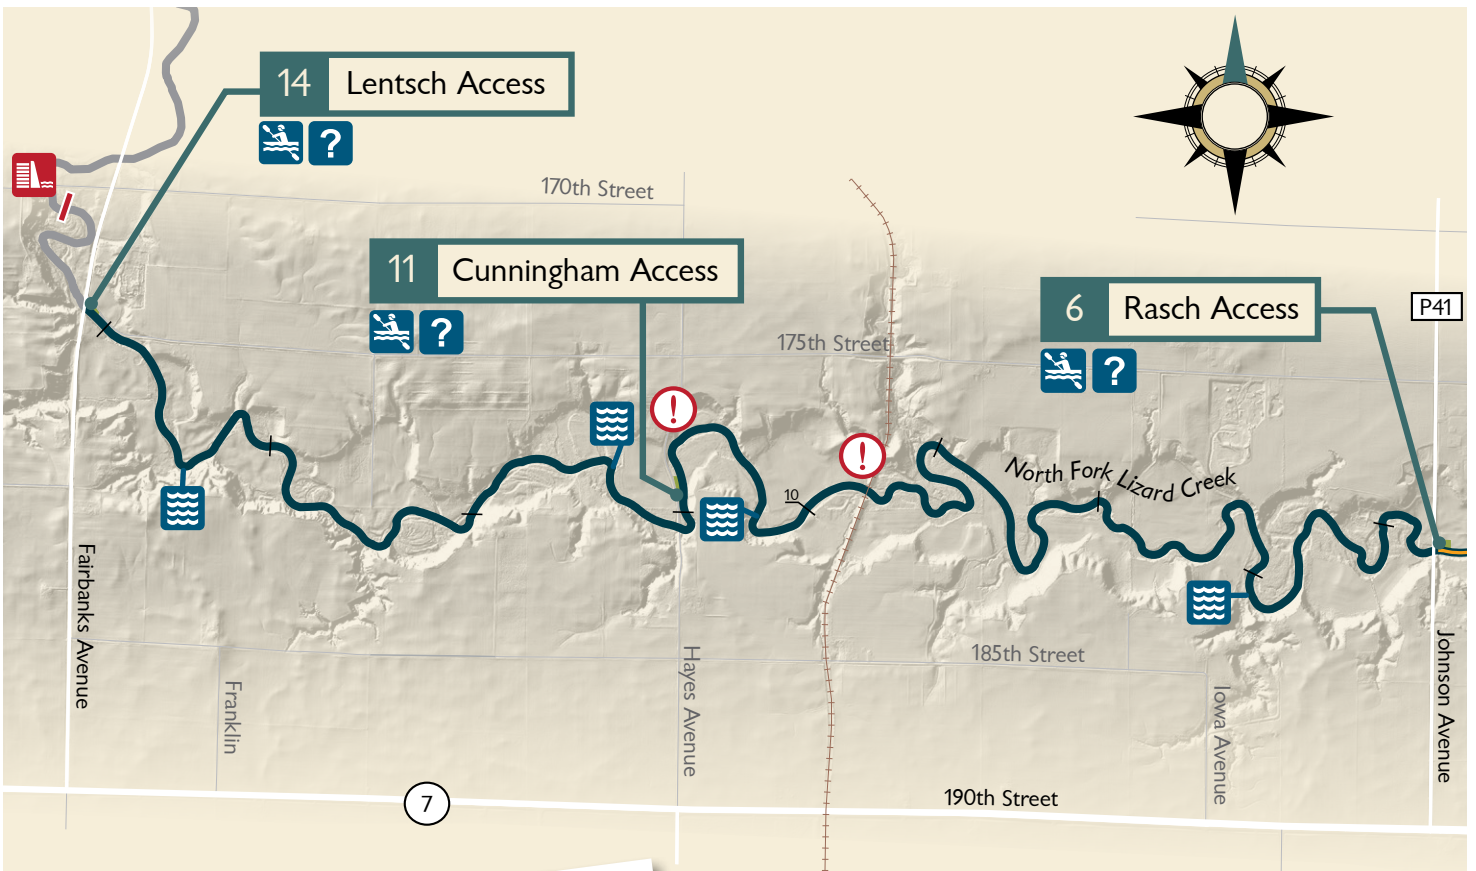 14 Lentsch Access
?
170th Street
11 Cunningham Access
?
6 Rasch Access
?
P41
175th Street
!
!
North Fork Lizard Creek
10
Fairbanks Avenue
Franklin
Hayes Avenue
185th Street
Iowa Avenue
Johnson Avenue
7
190th Street